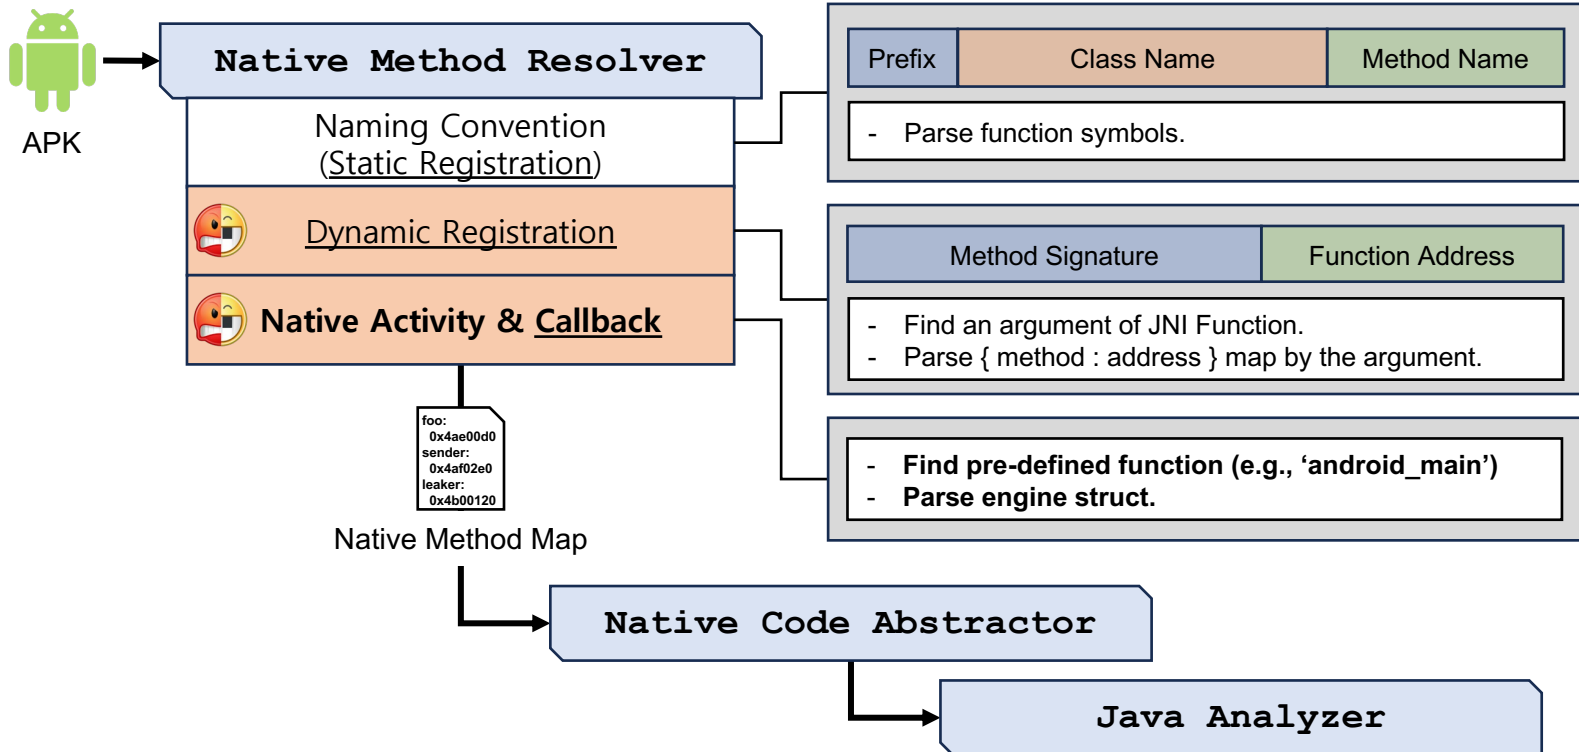 APK
Native Method Resolver
Naming Convention
(Static Registration)
Dynamic Registration
Native Activity & Callback
Prefix
Class Name
Method Name
- Parse function symbols.
Method Signature
Function Address
- Find an argument of JNI Function.
- Parse { method : address } map by the argument.
- Find pre-defined function (e.g., ‘android_main’)
- Parse engine struct.
foo:
0x4ae00d0
sender:
0x4af02e0
leaker:
0x4b00120
Native Method Map
Native Code Abstractor
Java Analyzer